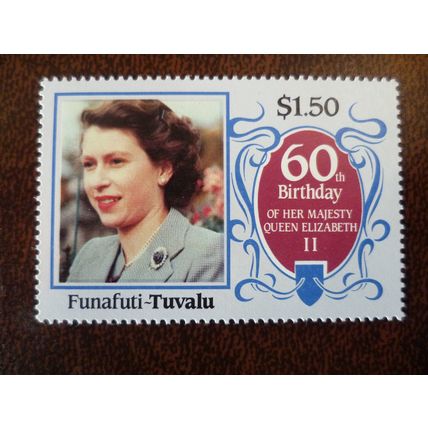 $1.50
60th
Birthday
OF HER MAJESTY
QUEEN ELIZABETH
II
Funafuti-Tuvalu